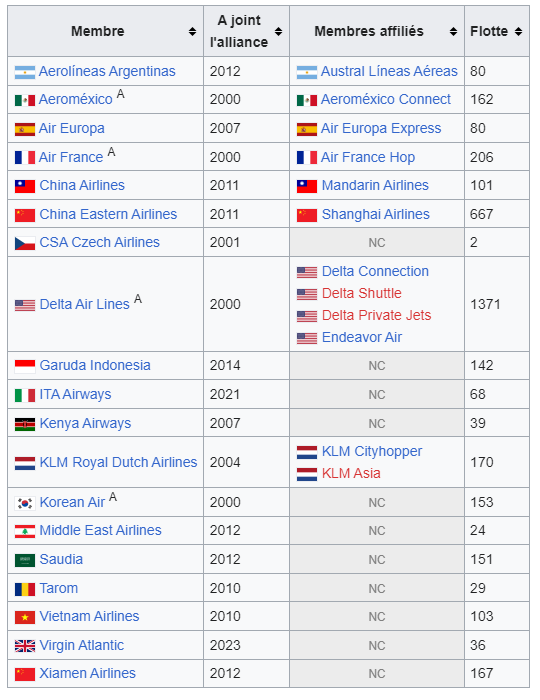 Membre A joint l'alliance Membres affiliés Flotte
Aerolíneas Argentinas 2012 Austral Líneas Aéreas 80
Aeroméxico A 2000 Aeroméxico Connect 162
Air Europa 2007 Air Europa Express 80
Air France A 2000 Air France Hop 206
China Airlines 2011 Mandarin Airlines 101
China Eastern Airlines 2011 Shanghai Airlines 667
CSA Czech Airlines 2001 NC 2
Delta Air Lines A 2000 Delta Connection
Delta Shuttle
Delta Private Jets
Endeavor Air 1371
Garuda Indonesia 2014 NC 142
ITA Airways 2021 NC 68
Kenya Airways 2007 NC 39
KLM Royal Dutch Airlines 2004 KLM Cityhopper
KLM Asia 170
Korean Air A 2000 NC 153
Middle East Airlines 2012 NC 24
Saudia 2012 NC 151
Tarom 2010 NC 29
Vietnam Airlines 2010 NC 103
Virgin Atlantic 2023 NC 36
Xiamen Airlines 2012 NC 167